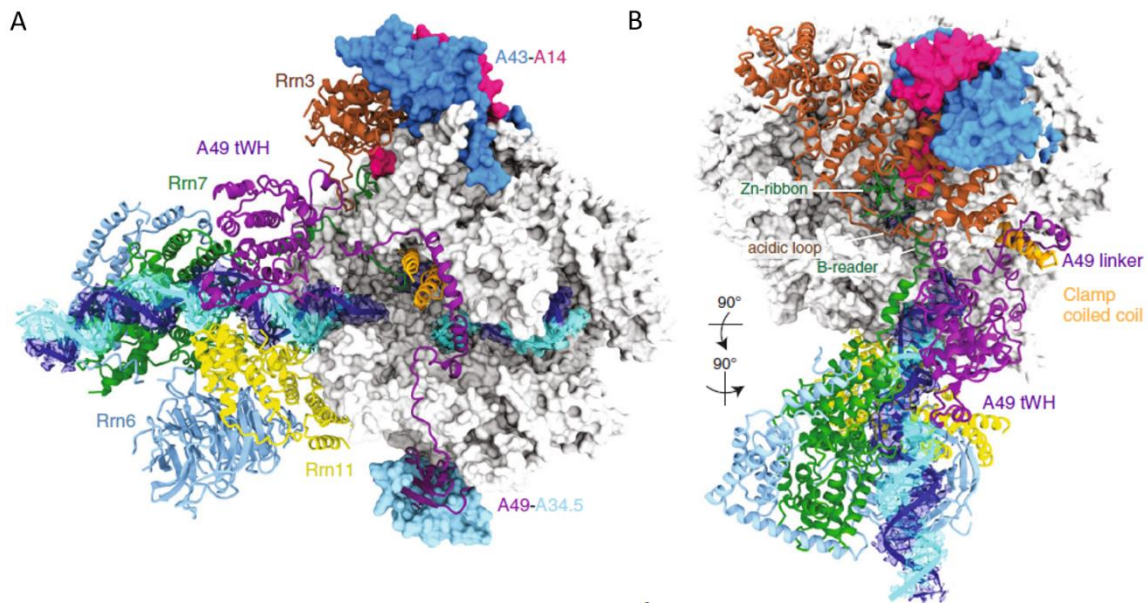 A
B
A43-A14
Rrn3
A49 tWH
Rrn7
Rrn6
Rrn11
A49-A34.5
Zn-ribbon
acidic loop
B-reader
A49 linker
Clamp
coiled coil
90°
90°
A49 tWH